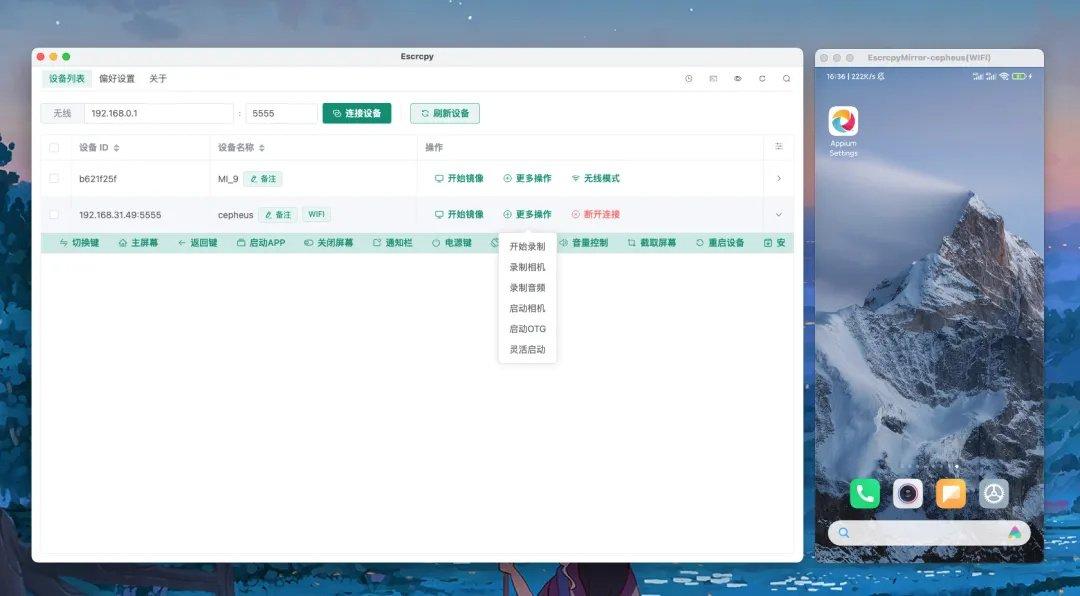 Escrcpy
设备列表 偏好设置 关于
无线 192.168.0.1 : 5555 连接设备 刷新设备
设备 ID 设备名称 操作
b621f25f MI_9 备注 开始镜像 更多操作 无线模式
192.168.31.49:5555 cepheus 备注 WIFI 开始镜像 更多操作 断开连接
切换键 主屏幕 返回键 启动APP 关闭屏幕 通知栏 电源键 音量控制 截取屏幕 重启设备 安
开始录制
录制相机
录制音频
启动相机
启动OTG
灵活启动
EscrcpyMirror-cepheus(WIFI)
16:36 | 222K/s
Appium
Settings